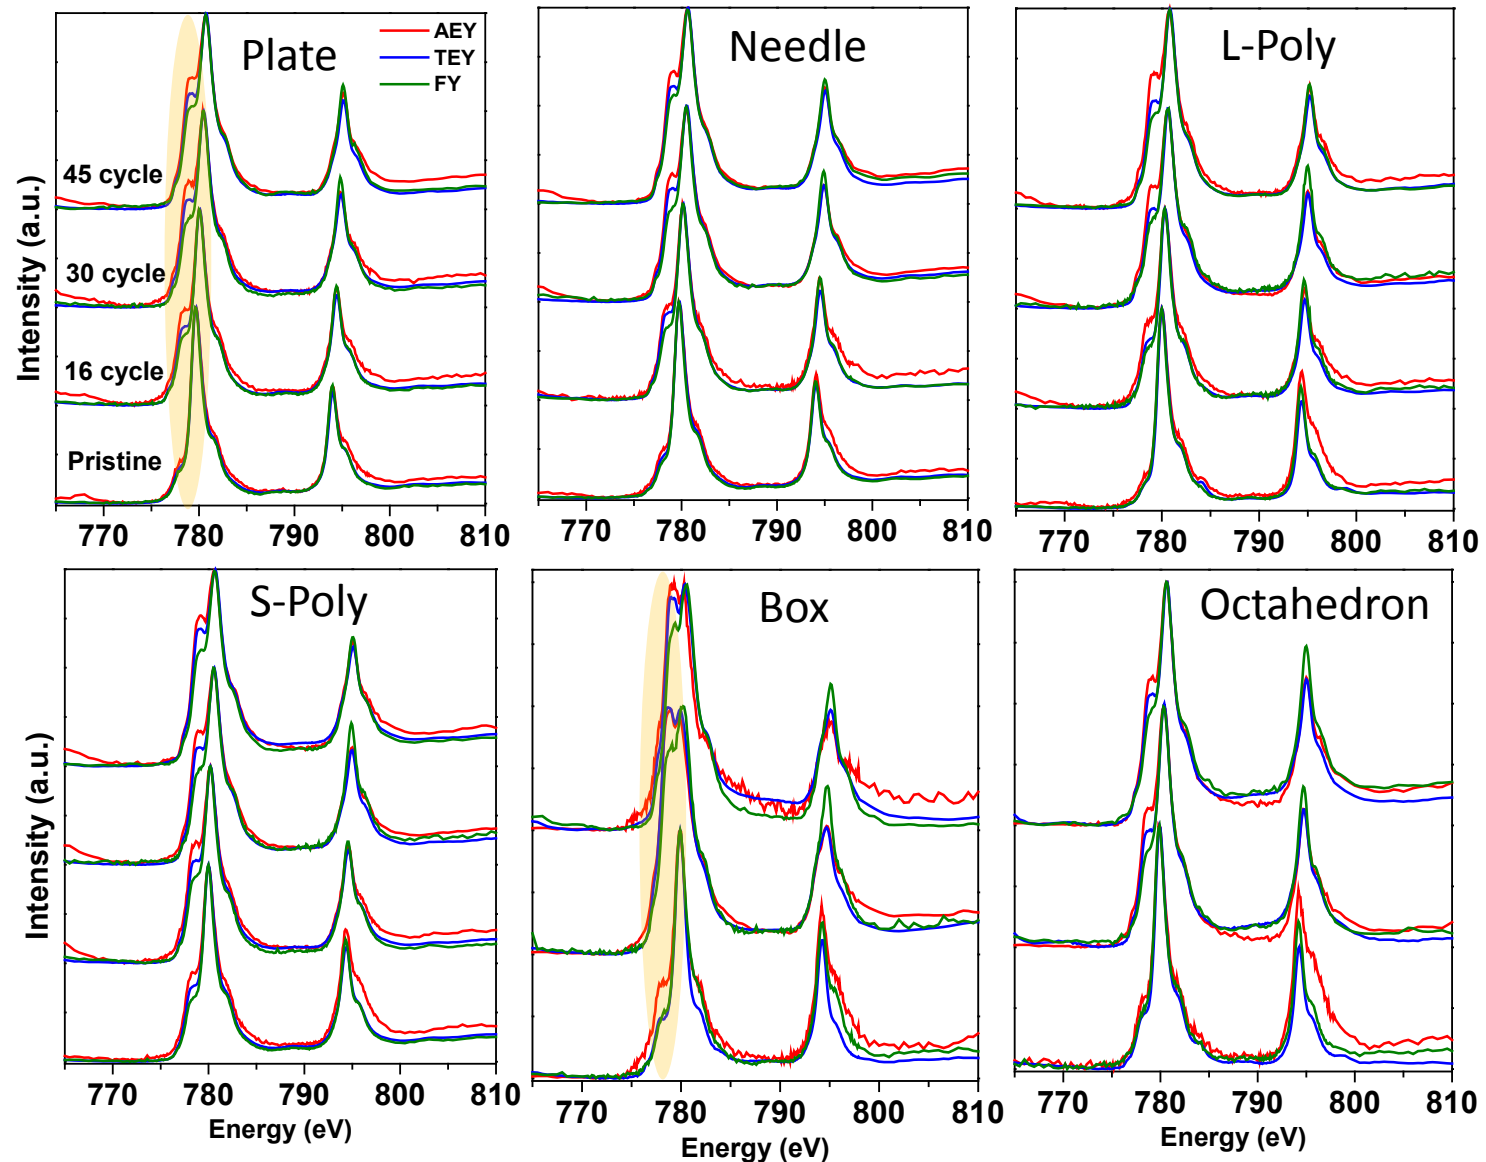 Plate
AEY
TEY
FY
45 cycle
30 cycle
16 cycle
Pristine
Intensity (a.u.)
770 780 790 800 810
Needle
770 780 790 800 810
L-Poly
770 780 790 800 810
S-Poly
Intensity (a.u.)
770 780 790 800 810
Energy (eV)
Box
770 780 790 800 810
Energy (eV)
Octahedron
770 780 790 800 810
Energy (eV)